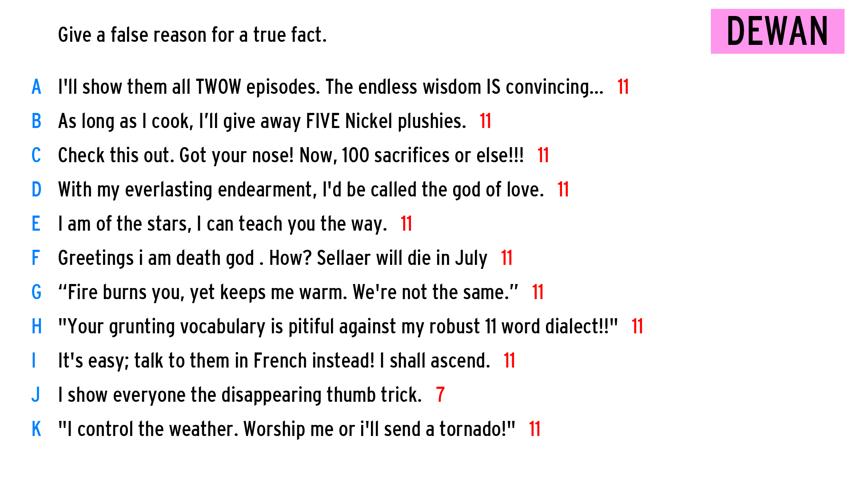 Give a false reason for a true fact.
DEWAN
A I'll show them all TWOW episodes. The endless wisdom IS convincing... 11
B As long as I cook, I’ll give away FIVE Nickel plushies. 11
C Check this out. Got your nose! Now, 100 sacrifices or else!!! 11
D With my everlasting endearment, I'd be called the god of love. 11
E I am of the stars, I can teach you the way. 11
F Greetings i am death god . How? Sellaer will die in July 11
G “Fire burns you, yet keeps me warm. We're not the same.” 11
H "Your grunting vocabulary is pitiful against my robust 11 word dialect!!" 11
I It's easy; talk to them in French instead! I shall ascend. 11
J I show everyone the disappearing thumb trick. 7
K "I control the weather. Worship me or i'll send a tornado!" 11